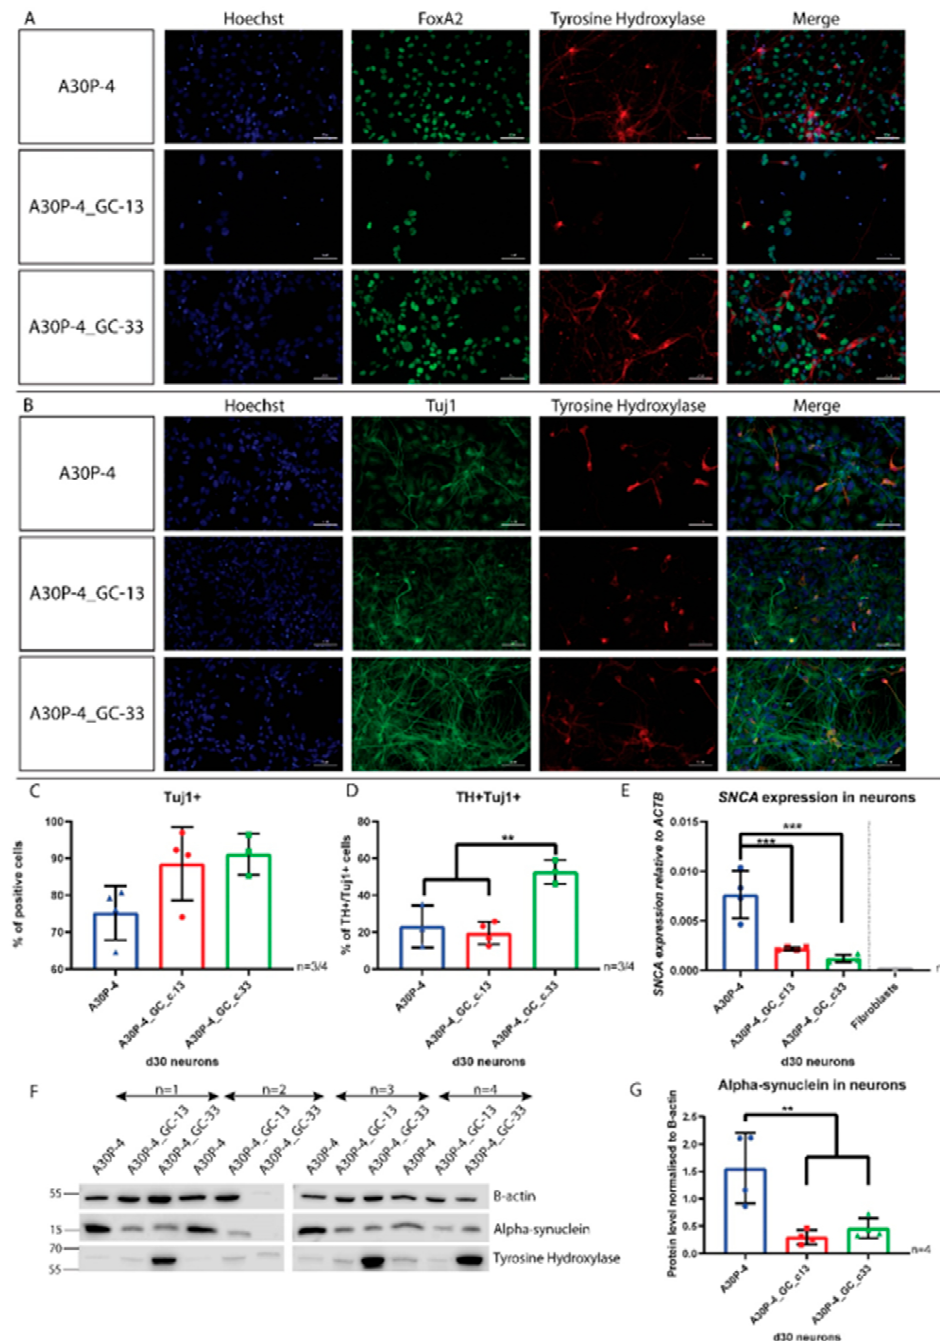 A
Hoechst FoxA2 Tyrosine Hydroxylase Merge
A30P-4
A30P-4_GC-13
A30P-4_GC-33
B
Hoechst Tuj1 Tyrosine Hydroxylase Merge
A30P-4
A30P-4_GC-13
A30P-4_GC-33
C
Tuj1+
% of positive cells
100
90
80
70
60
n=3/4
A30P-4
A30P-4_GC_c.13
A30P-4_GC_c.33
d30 neurons
D
TH+Tuj1+
% of TH+/Tuj1+ cells
80
60
40
20
0
**
n=3/4
A30P-4
A30P-4_GC_c.13
A30P-4_GC_c.33
d30 neurons
E
SNCA expression in neurons
SNCA expression relative to ACTB
0.015
0.010
0.005
0.000
***
***
n
A30P-4
A30P-4_GC_c13
A30P-4_GC_c33
Fibroblasts
d30 neurons
F
n=1 n=2 n=3 n=4
A30P-4 A30P-4_GC-13 A30P-4_GC-33 A30P-4 A30P-4_GC-13 A30P-4_GC-33 A30P-4 A30P-4_GC-13 A30P-4_GC-33 A30P-4 A30P-4_GC-13 A30P-4_GC-33
55 B-actin
15 Alpha-synuclein
70
55 Tyrosine Hydroxylase
G
Alpha-synuclein in neurons
Protein level normalised to B-actin
2.5
2.0
1.5
1.0
0.5
0.0
**
n=4
A30P-4
A30P-4_GC_c13
A30P-4_GC_c33
d30 neurons